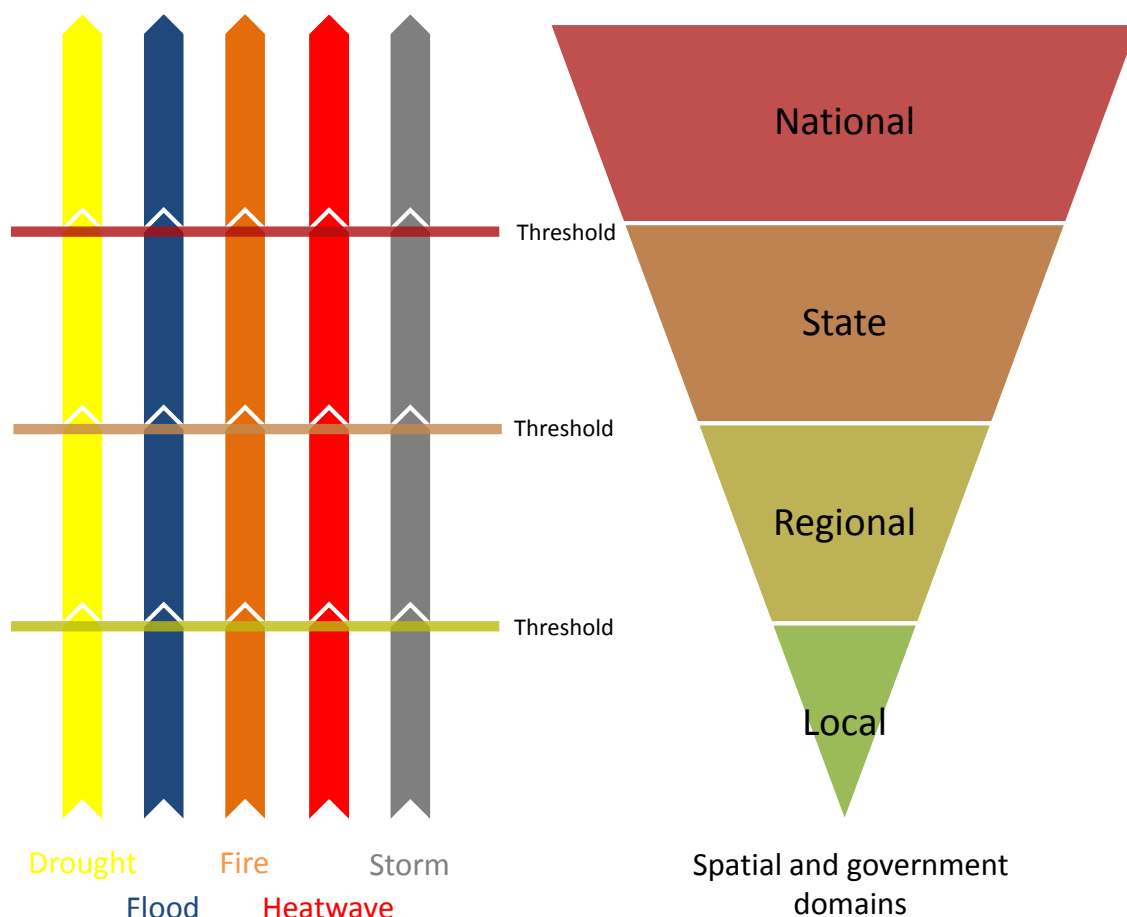 National
Threshold
State
Threshold
Regional
Threshold
Local
Drought
Fire
Storm
Flood
Heatwave
Spatial and government
domains